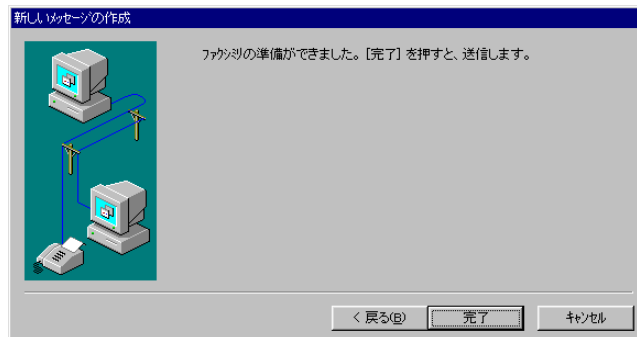 新しいメッセージの作成
ファクシミリの準備ができました。[完了] を押すと、送信します。
< 戻る(B)
完了
キャンセル